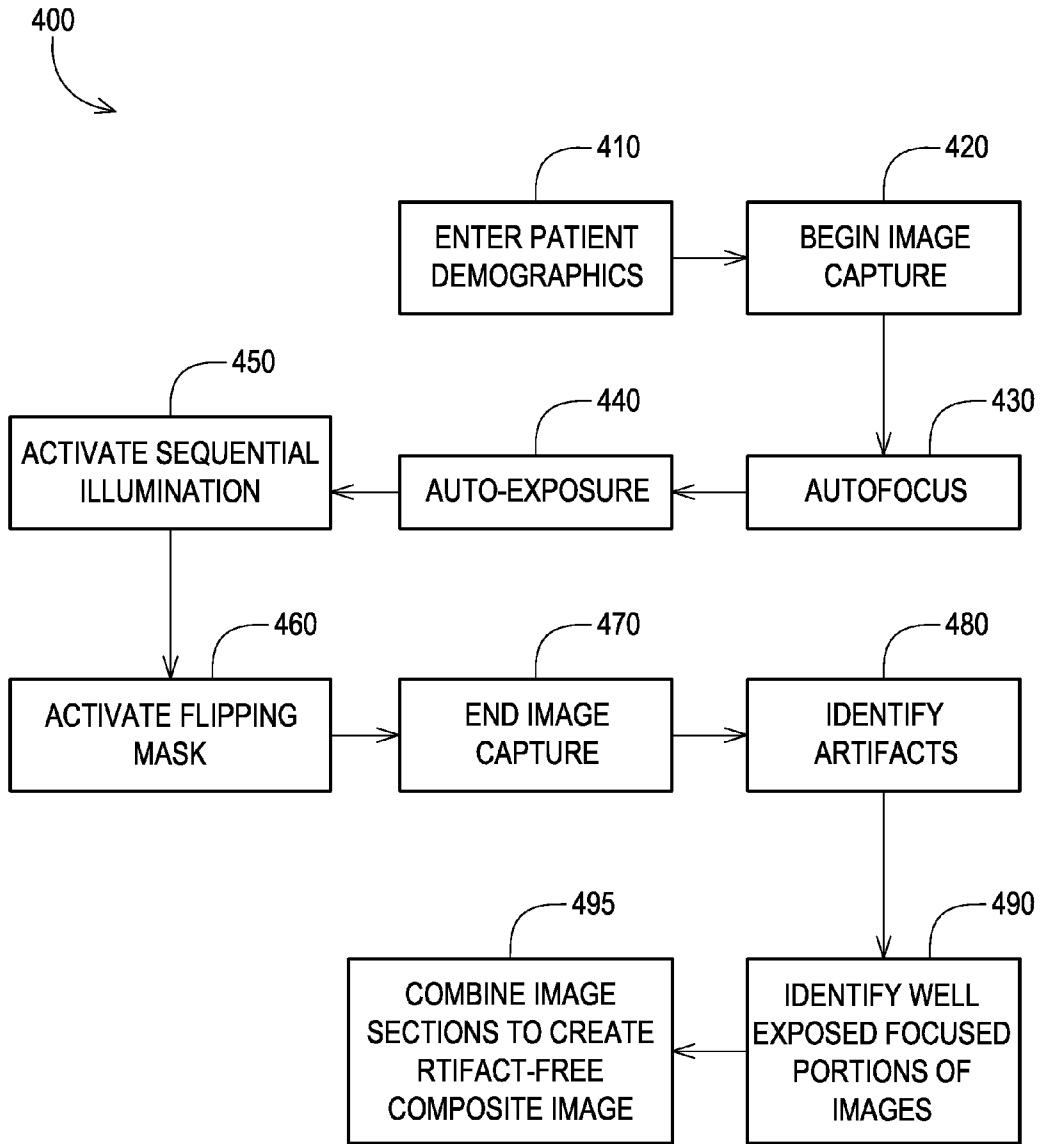 400
410
ENTER PATIENT
DEMOGRAPHICS
420
BEGIN IMAGE
CAPTURE
430
AUTOFOCUS
440
AUTO-EXPOSURE
450
ACTIVATE SEQUENTIAL
ILLUMINATION
460
ACTIVATE FLIPPING
MASK
470
END IMAGE
CAPTURE
480
IDENTIFY
ARTIFACTS
490
IDENTIFY WELL
EXPOSED FOCUSED
PORTIONS OF
IMAGES
495
COMBINE IMAGE
SECTIONS TO CREATE
RTIFACT-FREE
COMPOSITE IMAGE